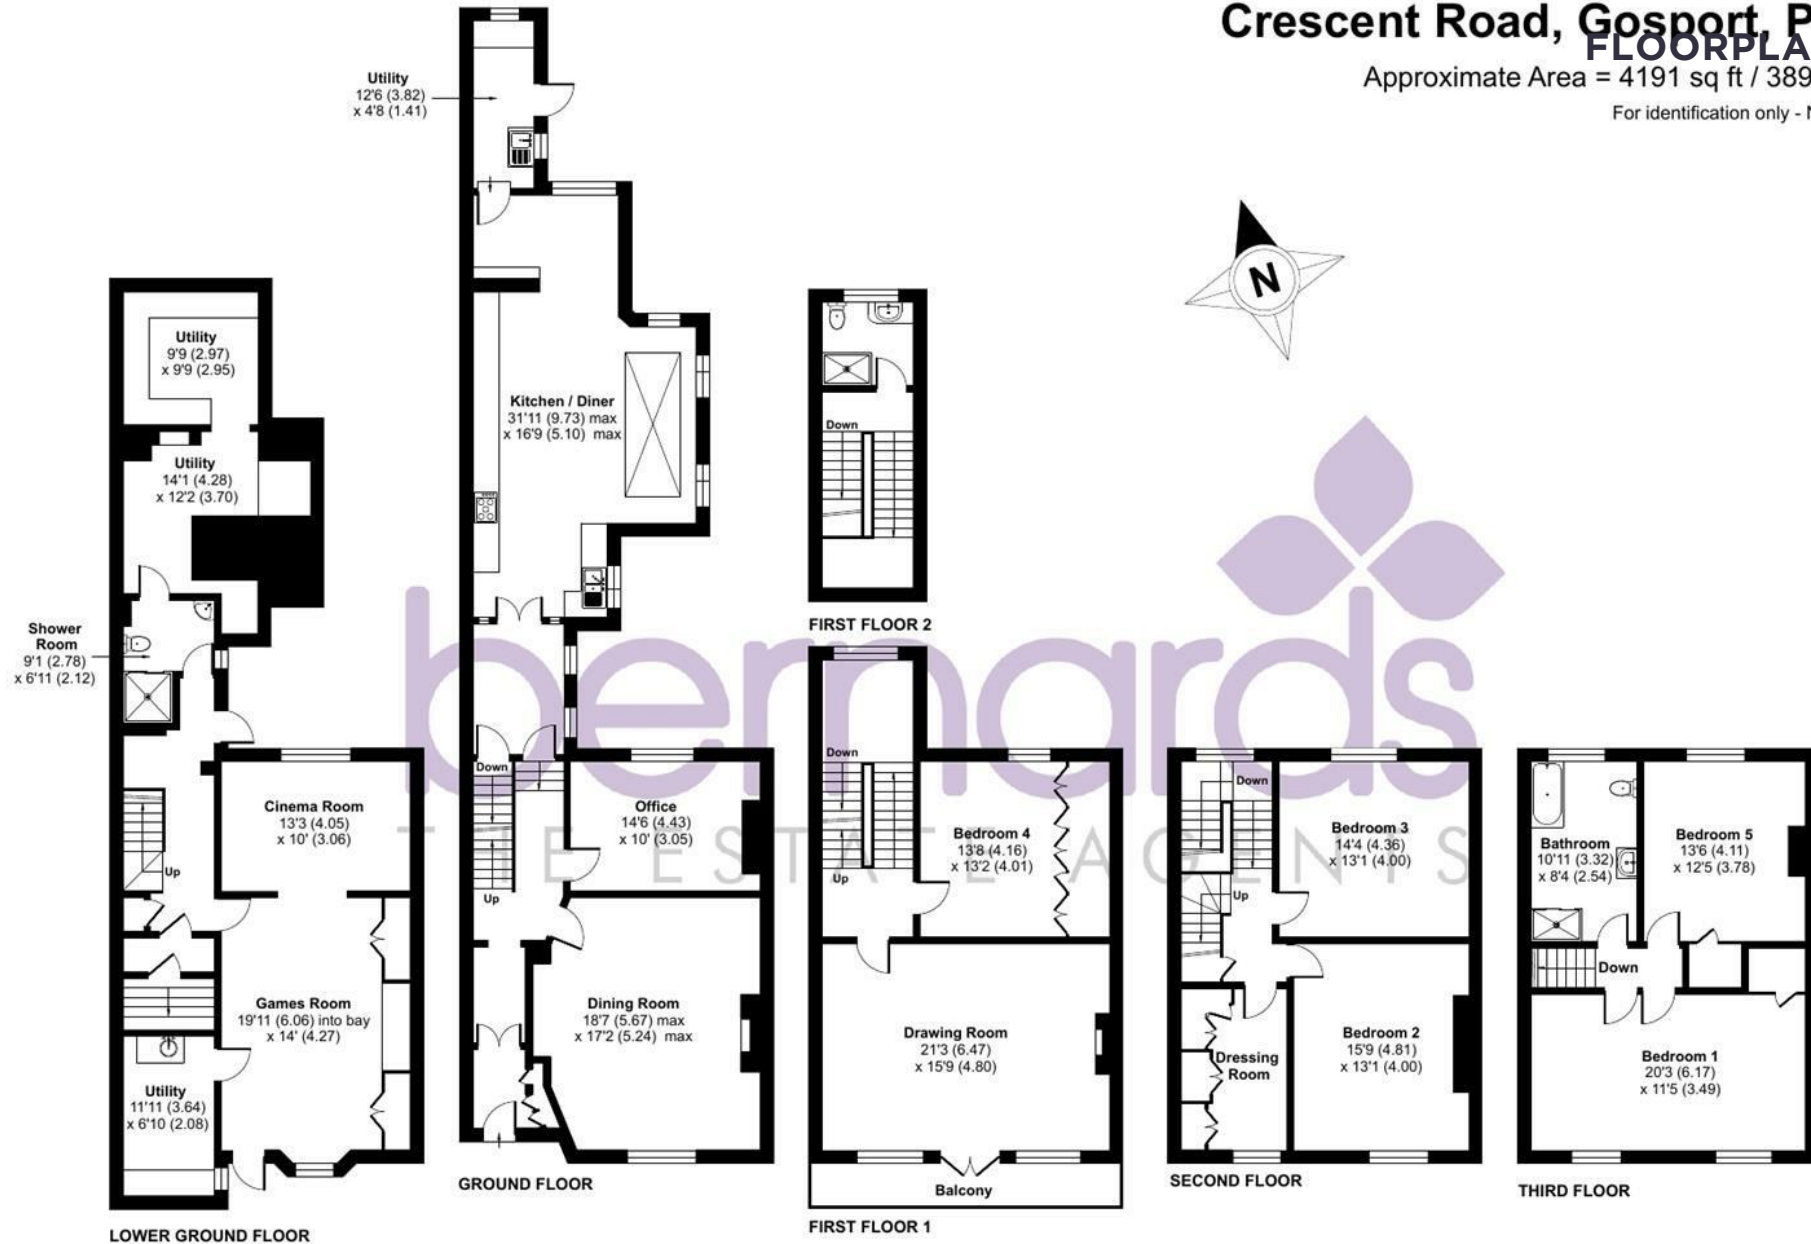 Crescent Road, Gosport, P
FLOORPLA
Approximate Area = 4191 sq ft / 389
For identification only - N
Utility
12'6 (3.82)
x 4'8 (1.41)
N
Utility
9'9 (2.97)
x 9'9 (2.95)
Utility
14'1 (4.28)
x 12'2 (3.70)
Shower
Room
9'1 (2.78)
x 6'11 (2.12)
Cinema Room
13'3 (4.05)
x 10' (3.06)
Up
Games Room
19'11 (6.06) into bay
x 14' (4.27)
Utility
11'11 (3.64)
x 6'10 (2.08)
LOWER GROUND FLOOR
Kitchen / Diner
31'11 (9.73) max
x 16'9 (5.10) max
Down
Office
14'6 (4.43)
x 10' (3.05)
Up
Dining Room
18'7 (5.67) max
x 17'2 (5.24) max
GROUND FLOOR
Down
FIRST FLOOR 2
Down
Bedroom 4
13'8 (4.16)
x 13'2 (4.01)
Up
Drawing Room
21'3 (6.47)
x 15'9 (4.80)
Balcony
FIRST FLOOR 1
Down
Bedroom 3
14'4 (4.36)
x 13'1 (4.00)
Up
Dressing
Room
Bedroom 2
15'9 (4.81)
x 13'1 (4.00)
SECOND FLOOR
Bathroom
10'11 (3.32)
x 8'4 (2.54)
Bedroom 5
13'6 (4.11)
x 12'5 (3.78)
Down
Bedroom 1
20'3 (6.17)
x 11'5 (3.49)
THIRD FLOOR
bernards
THE ESTATE AGENTS